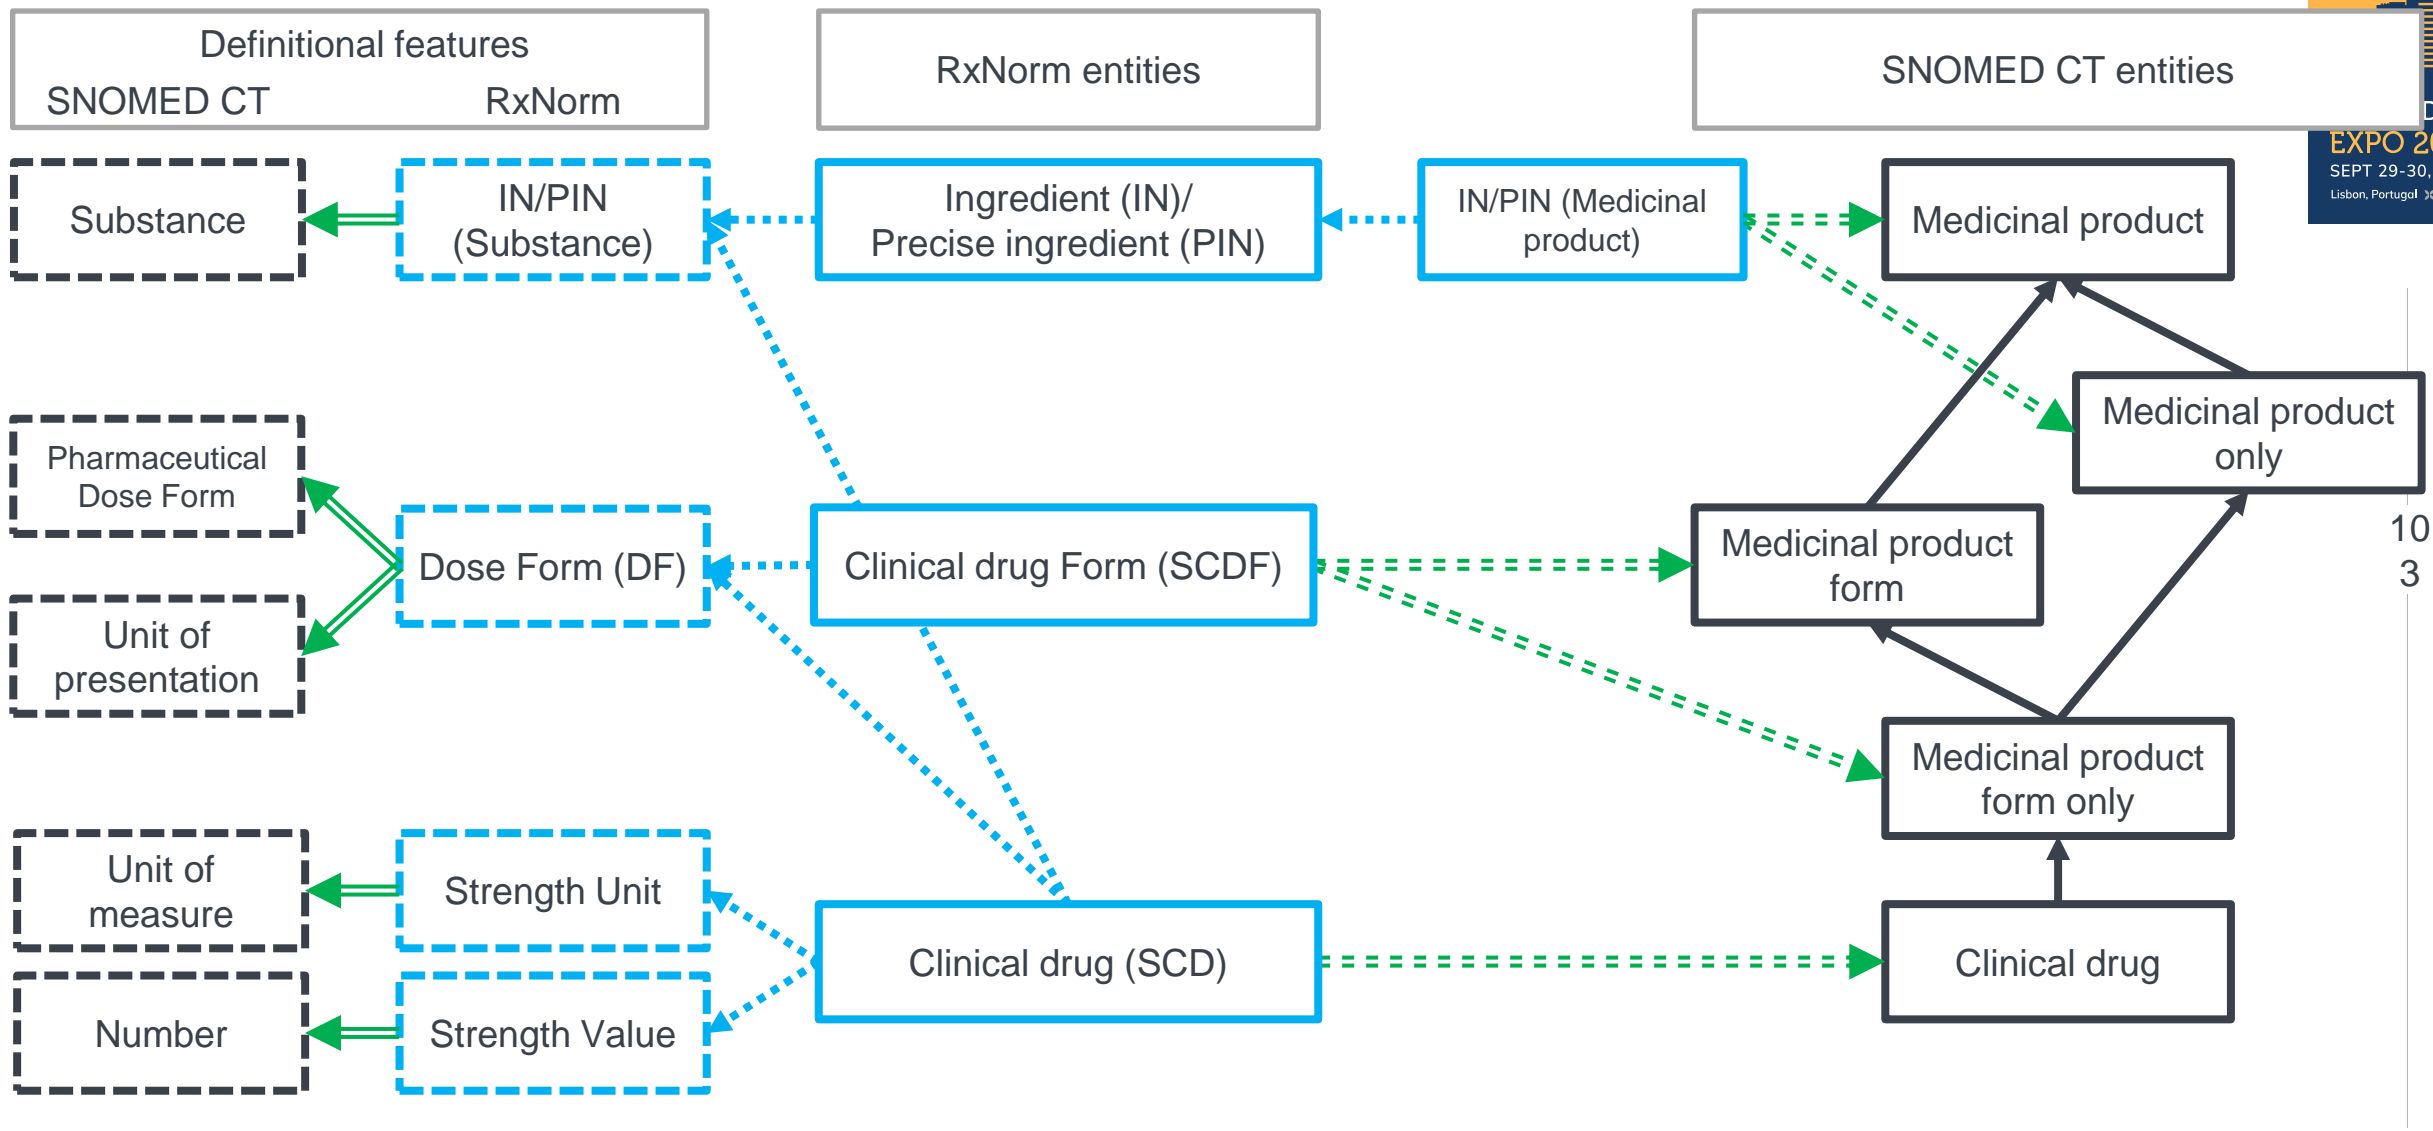 Definitional features
SNOMED CT
RxNorm
RxNorm entities
SNOMED CT entities
EXPO
SEPT 29-30,
Lisbon, Portugal
Substance
IN/PIN
(Substance)
Ingredient (IN)/
Precise ingredient (PIN)
IN/PIN (Medicinal
product)
Medicinal product
Medicinal product
only
Pharmaceutical
Dose Form
Dose Form (DF)
Clinical drug Form (SCDF)
Medicinal product
form
10
3
Unit of
presentation
Medicinal product
form only
Unit of
measure
Strength Unit
Clinical drug (SCD)
Clinical drug
Number
Strength Value